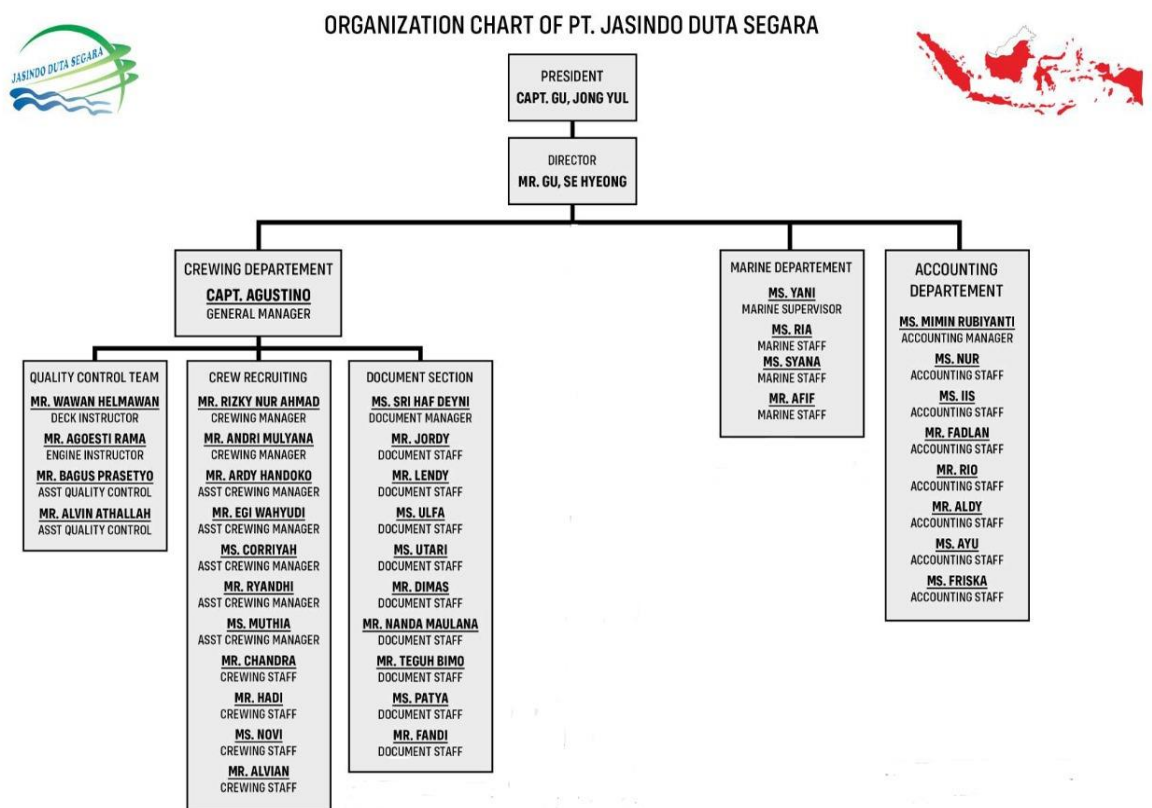 ORGANIZATION CHART OF PT. JASINDO DUTA SEGARA
JASINDO DUTA SEGARA
PRESIDENT
CAPT. GU, JONG YUL
DIRECTOR
MR. GU, SE HYEONG
CREWING DEPARTEMENT
CAPT. AGUSTINO
GENERAL MANAGER
QUALITY CONTROL TEAM
MR. WAWAN HELMAWAN
DECK INSTRUCTOR
MR. AGOESTI RAMA
ENGINE INSTRUCTOR
MR. BAGUS PRASETYO
ASST QUALITY CONTROL
MR. ALVIN ATHALLAH
ASST QUALITY CONTROL
CREW RECRUITING
MR. RIZKY NUR AHMAD
CREWING MANAGER
MR. ANDRI MULYANA
CREWING MANAGER
MR. ARDY HANDOKO
ASST CREWING MANAGER
MR. EGI WAHYUDI
ASST CREWING MANAGER
MS. CORRIYAH
ASST CREWING MANAGER
MR. RYANDHI
ASST CREWING MANAGER
MS. MUTHIA
ASST CREWING MANAGER
MR. CHANDRA
CREWING STAFF
MR. HADI
CREWING STAFF
MS. NOVI
CREWING STAFF
MR. ALVIAN
CREWING STAFF
DOCUMENT SECTION
MS. SRI HAF DEYNI
DOCUMENT MANAGER
MR. JORDY
DOCUMENT STAFF
MR. LENDY
DOCUMENT STAFF
MS. ULFA
DOCUMENT STAFF
MS. UTARI
DOCUMENT STAFF
MR. DIMAS
DOCUMENT STAFF
MR. NANDA MAULANA
DOCUMENT STAFF
MR. TEGUH BIMO
DOCUMENT STAFF
MS. PATYA
DOCUMENT STAFF
MR. FANDI
DOCUMENT STAFF
MARINE DEPARTMENT
MS. YANI
MARINE SUPERVISOR
MS. RIA
MARINE STAFF
MS. SYANA
MARINE STAFF
MR. AFIF
MARINE STAFF
ACCOUNTING
DEPARTMENT
MS. MIMIN RUBIYANTI
ACCOUNTING MANAGER
MS. NUR
ACCOUNTING STAFF
MS. IIS
ACCOUNTING STAFF
MR. FADLAN
ACCOUNTING STAFF
MR. RIO
ACCOUNTING STAFF
MR. ALDY
ACCOUNTING STAFF
MS. AYU
ACCOUNTING STAFF
MS. FRISKA
ACCOUNTING STAFF